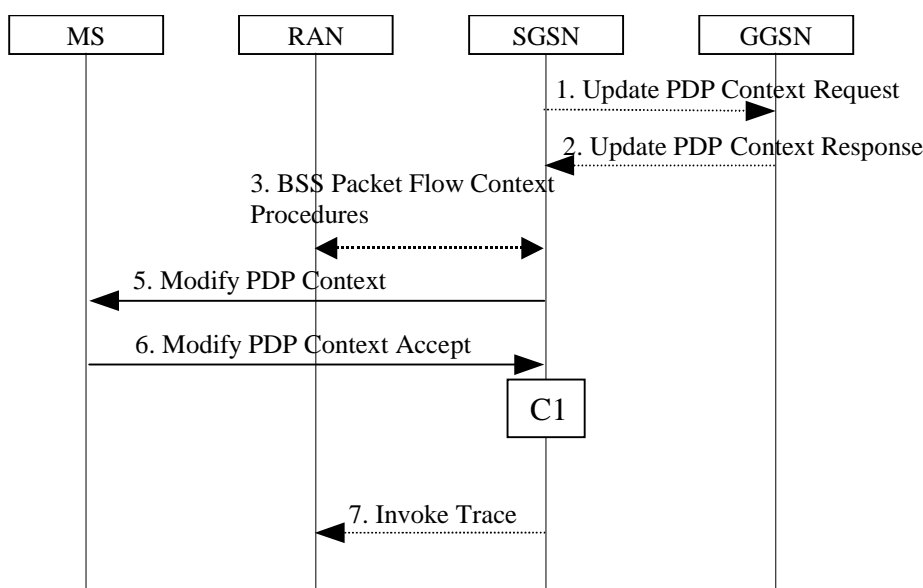 MS
RAN
SGSN
GGSN
1. Update PDP Context Request
2. Update PDP Context Response
3. BSS Packet Flow Context
Procedures
5. Modify PDP Context
6. Modify PDP Context Accept
C1
7. Invoke Trace